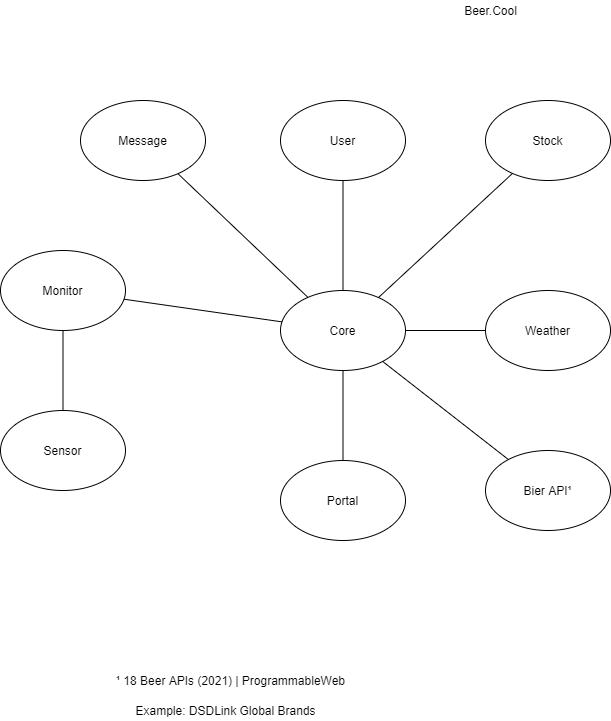 Beer.Cool
Message
User
Stock
Monitor
Core
Weather
Sensor
Portal
Bier API¹
¹ 18 Beer APIs (2021) | ProgrammableWeb
Example: DSDLink Global Brands